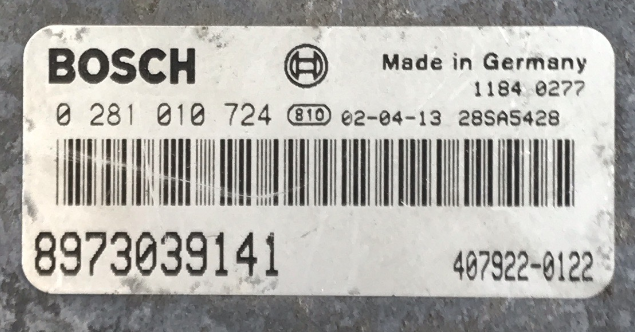 BOSCH Made in Germany
1184 0277
0 281 010 724 810 02-04-13 28SA5428
8973039141 407922-0122